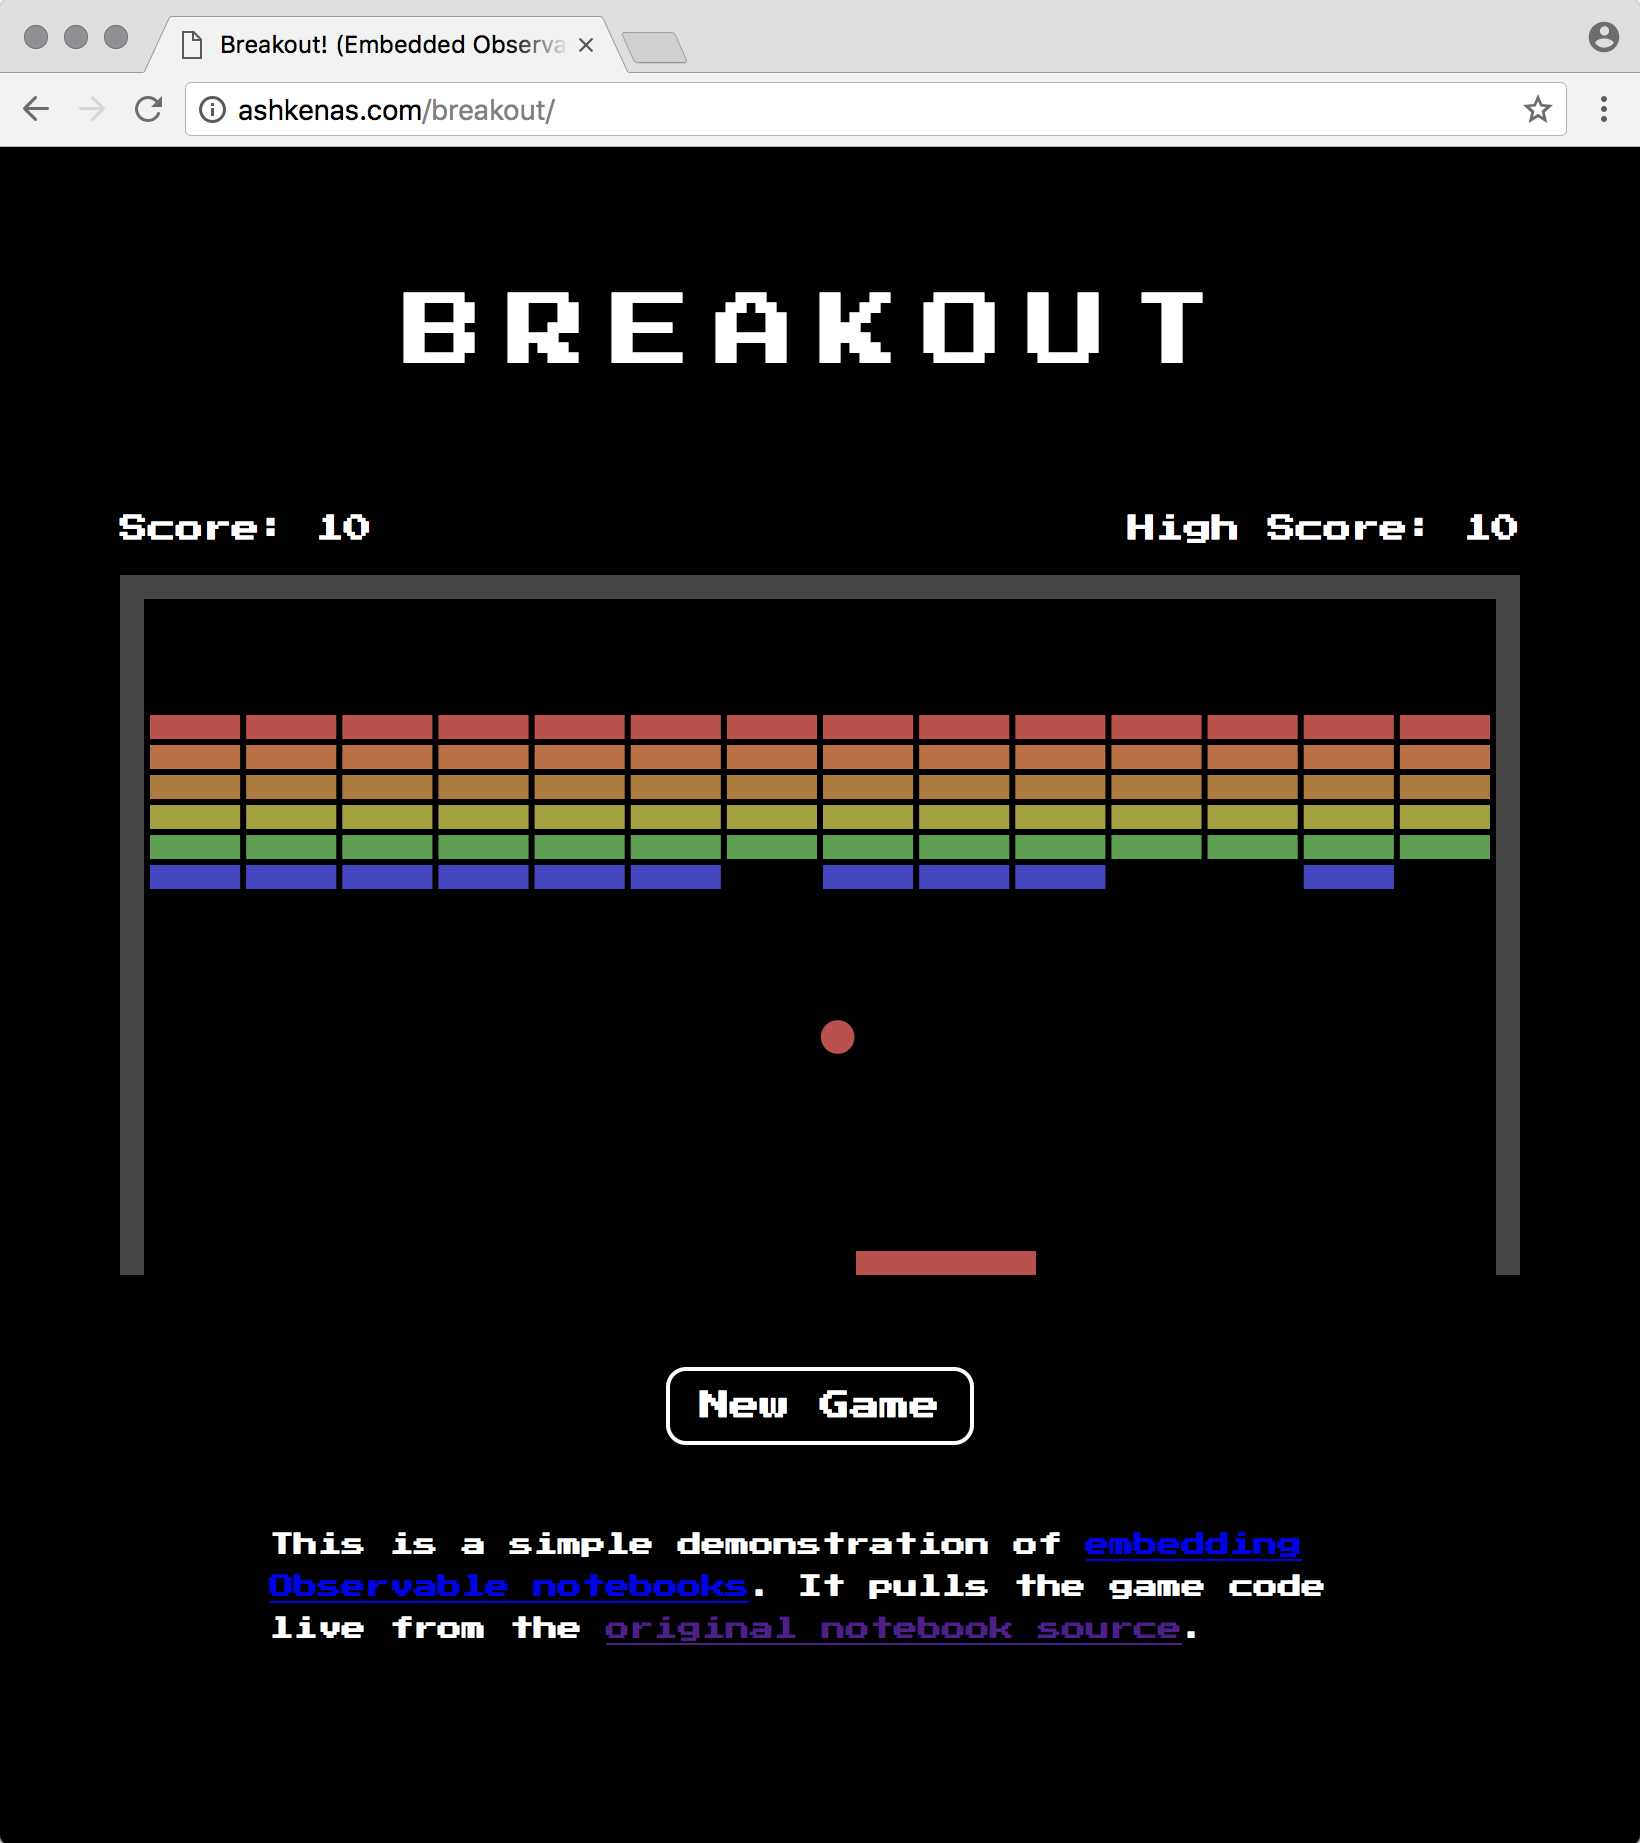 Breakout! (Embedded Observa
ashkenas.com/breakout/
BREAKOUT
Score: 10
High Score: 10
New Game
This is a simple demonstration of embedding
Observable notebooks. It pulls the game code
live from the original notebook source.